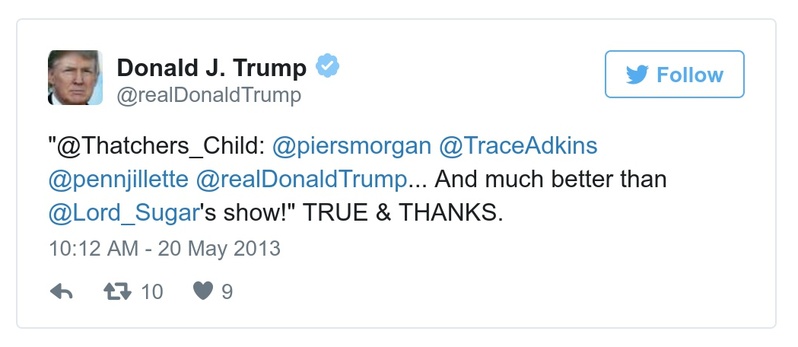 Donald J. Trump
@realDonaldTrump
Follow
"@Thatchers_Child: @piersmorgan @TraceAdkins
@pennjillette @realDonaldTrump... And much better than
@Lord_Sugar's show!" TRUE & THANKS.
10:12 AM - 20 May 2013
10 9